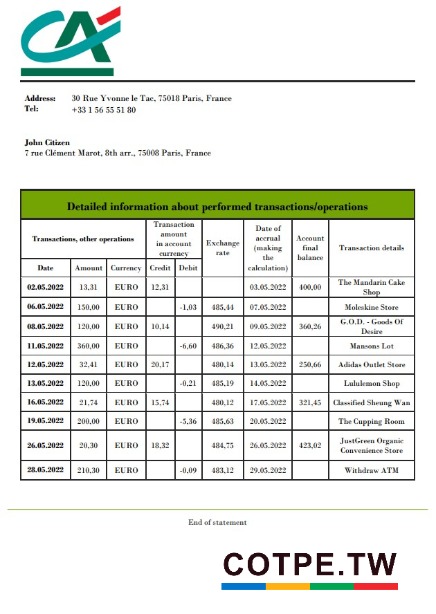 CA
Address: 30 Rue Yvonne le Tac, 75018 Paris, France
Tel: +33 1 56 55 51 80
John Citizen
7 rue Clément Marot, 8th arr., 75008 Paris, France
Detailed information about performed transactions/operations
Transactions, other operations
Transaction
amount
in account
currency
Exchange
rate
Date of
accrual
(making
the
calculation)
Account
final
balance
Transaction details
Date Amount Currency Credit Debit
02.05.2022 13,31 EURO 12,31 03.05.2022 400,00 The Mandarin Cake
Shop
06.05.2022 150,00 EURO -1,03 485,44 07.05.2022 Moleskine Store
08.05.2022 120,00 EURO 10,14 490,21 09.05.2022 360,26 G.O.D. - Goods Of
Desire
11.05.2022 360,00 EURO -6,60 486,36 12.05.2022 Mansons Lot
12.05.2022 32,41 EURO 20,17 480,14 13.05.2022 250,66 Adidas Outlet Store
13.05.2022 120,00 EURO -0,21 485,19 14.05.2022 Lululemon Shop
16.05.2022 21,74 EURO 15,74 480,12 17.05.2022 321,45 Classified Sheung Wan
19.05.2022 200,00 EURO -5,36 485,63 20.05.2022 The Cupping Room
26.05.2022 20,30 EURO 18,32 484,75 26.05.2022 423,02 JustGreen Organic
Convenience Store
28.05.2022 210,30 EURO -0,09 483,12 29.05.2022 Withdraw ATM
End of statement
COTPE.TW